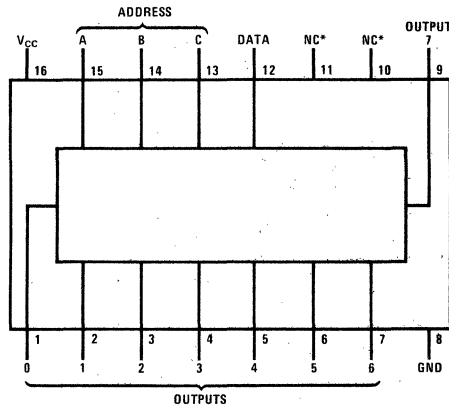 ADDRESS
OUTPUT
VCC A B C DATA NC* NC* 7
16 15 14 13 12 11 10 9
1 2 3 4 5 6 7 8
0 1 2 3 4 5 6 GND
OUTPUTS